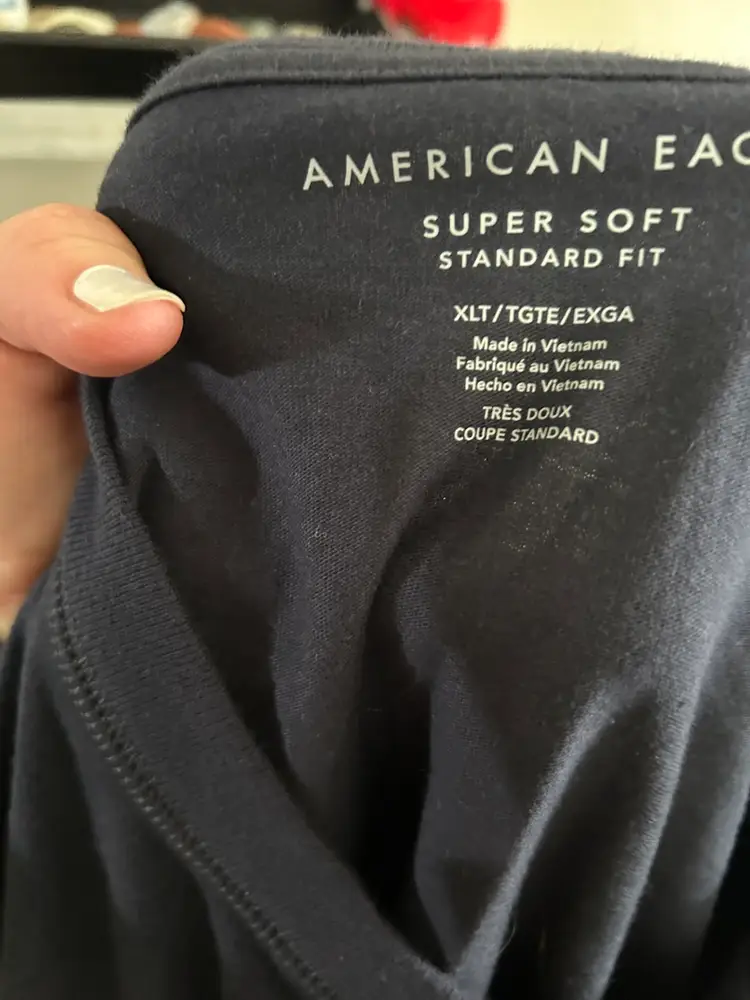 AMERICAN EAG
SUPER SOFT
STANDARD FIT
XLT/TGTE/EXGA
Made in Vietnam
Fabriqué au Vietnam
Hecho en Vietnam
TRÈS DOUX
COUPE STANDARD